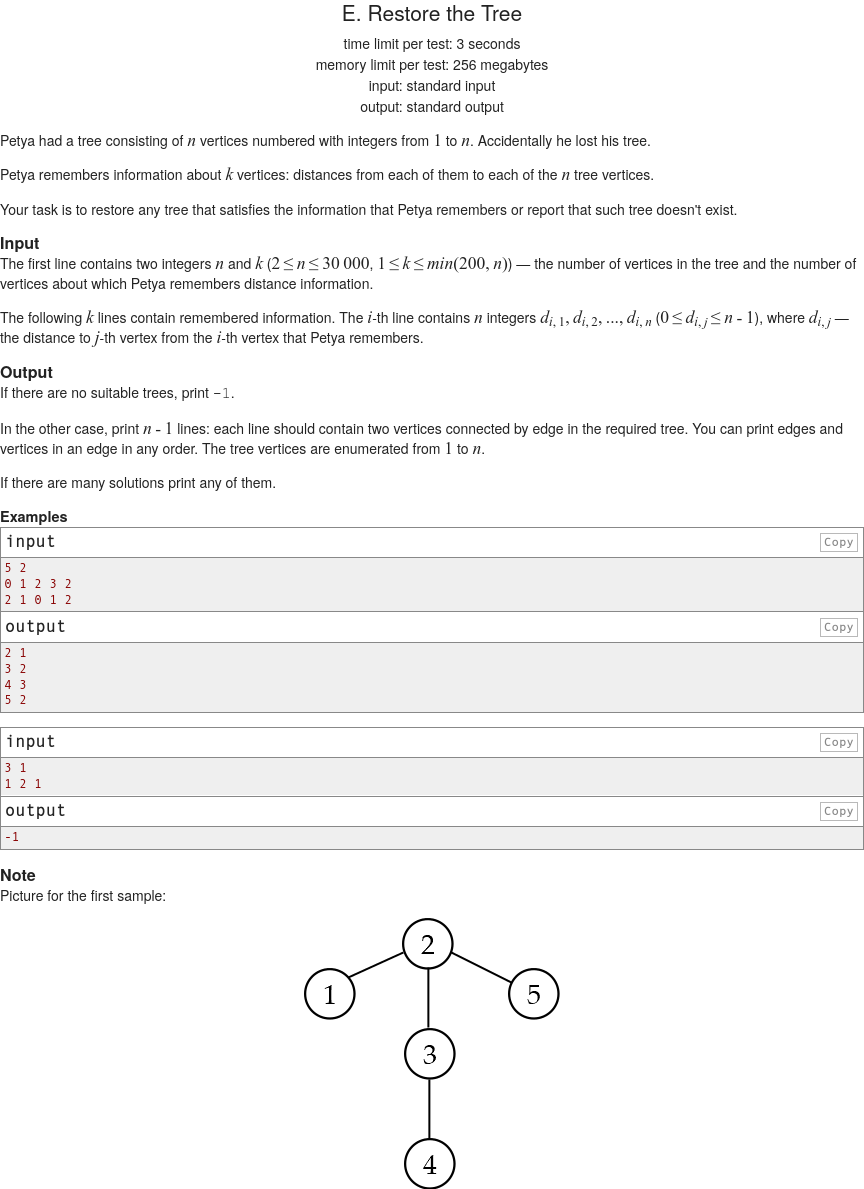 E. Restore the Tree
time limit per test: 3 seconds
memory limit per test: 256 megabytes
input: standard input
output: standard output
Petya had a tree consisting of n vertices numbered with integers from 1 to n. Accidentally he lost his tree.
Petya remembers information about k vertices: distances from each of them to each of the n tree vertices.
Your task is to restore any tree that satisfies the information that Petya remembers or report that such tree doesn't exist.
Input
The first line contains two integers n and k (2 ≤ n ≤ 30 000, 1 ≤ k ≤ min(200, n)) — the number of vertices in the tree and the number of
vertices about which Petya remembers distance information.
The following k lines contain remembered information. The i-th line contains n integers d_{i, 1}, d_{i, 2}, ..., d_{i, n} (0 ≤ d_{i, j} ≤ n - 1), where d_{i, j} —
the distance to j-th vertex from the i-th vertex that Petya remembers.
Output
If there are no suitable trees, print -1.
In the other case, print n - 1 lines: each line should contain two vertices connected by edge in the required tree. You can print edges and
vertices in an edge in any order. The tree vertices are enumerated from 1 to n.
If there are many solutions print any of them.
Examples
input Copy
5 2
0 1 2 3 2
2 1 0 1 2
output Copy
2 1
3 2
4 3
5 2
input Copy
3 1
1 2 1
output Copy
-1
Note
Picture for the first sample:
2
1 5
3
4